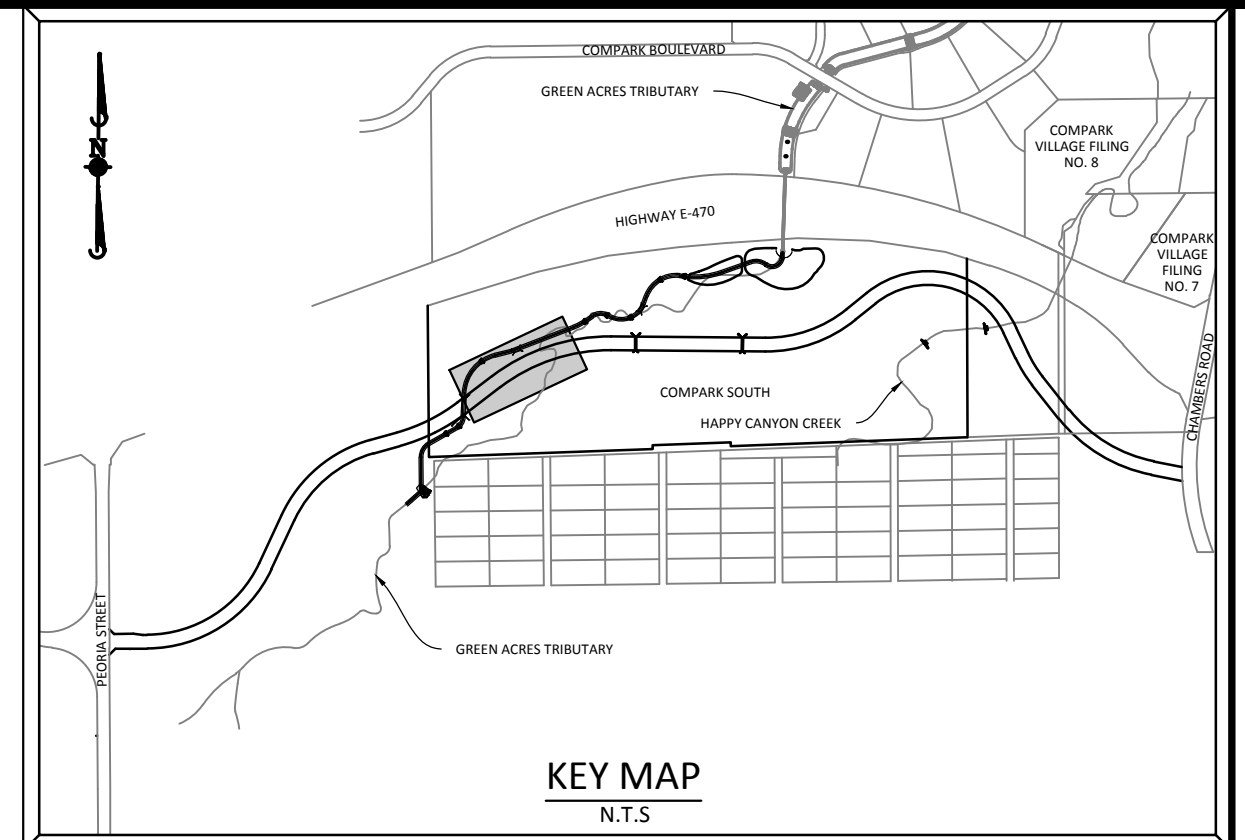 COMPARK BOULEVARD
GREEN ACRES TRIBUTARY
COMPARK
VILLAGE FILING
NO. 8
N
HIGHWAY E-470
COMPARK
VILLAGE
FILING
NO. 7
CHAMBERS ROAD
COMPARK SOUTH
HAPPY CANYON CREEK
PEORIA STREET
GREEN ACRES TRIBUTARY
KEY MAP
N.T.S